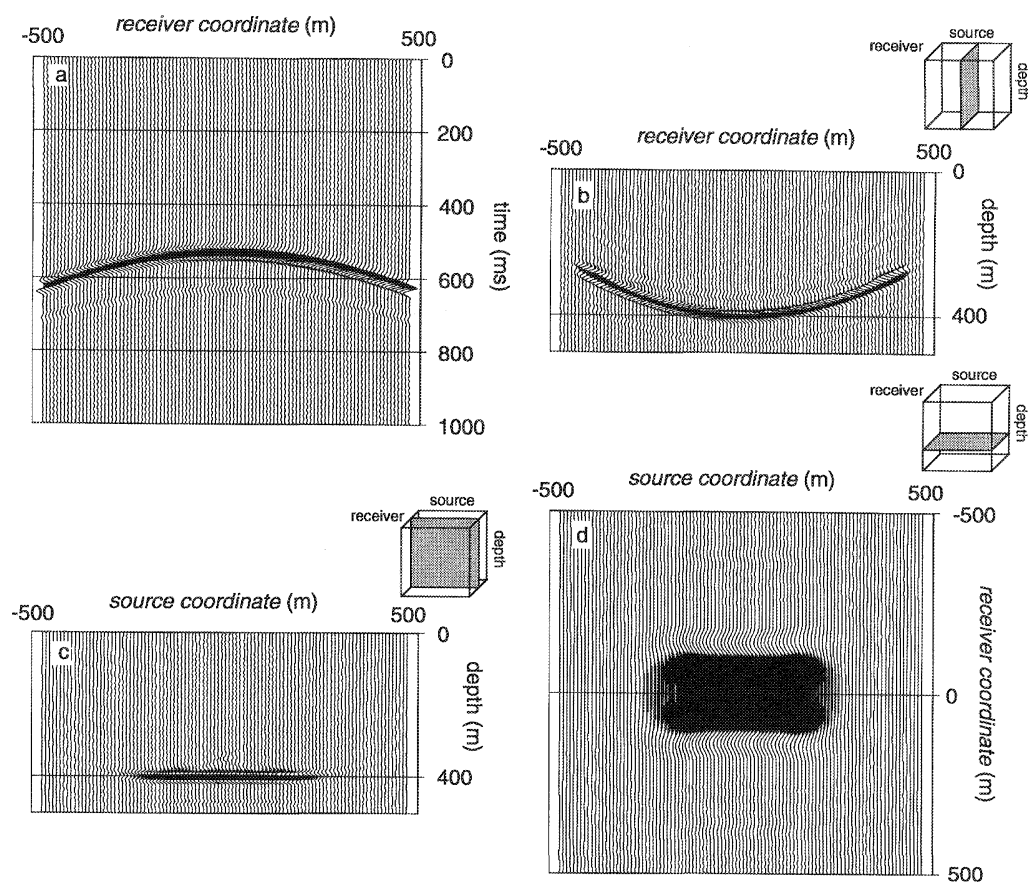 receiver coordinate (m)
-500 500
a
0
200
400
600
800
1000
time (ms)
source
receiver
depth
receiver coordinate (m)
-500 500
b
0
400
depth (m)
source
receiver
depth
source coordinate (m)
-500 500
c
0
400
depth (m)
source
receiver
depth
source coordinate (m)
-500 500
d
-500
0
500
receiver coordinate (m)